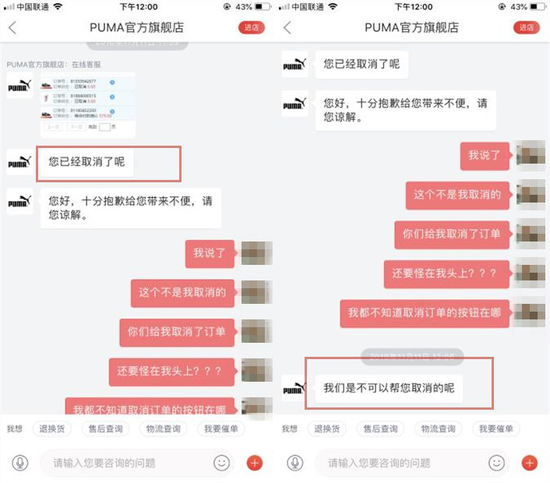 中国联通
下午12:00
43%
PUMA官方旗舰店
进店
PUMA官方旗舰店:在线客服
PUMA
您已经取消了呢
PUMA
您好,十分抱歉给您带来不便,请
您谅解。
我说了
这个不是我取消的
你们给我取消了订单
还要怪在我头上???
我都不知道取消订单的按钮在哪
我想
退换货
售后查询
物流查询
我要催单
请输入您要咨询的问题
中国联通
下午12:00
42%
PUMA官方旗舰店
进店
PUMA
您已经取消了呢
PUMA
您好,十分抱歉给您带来不便,请
您谅解。
我说了
这个不是我取消的
你们给我取消了订单
还要怪在我头上???
我都不知道取消订单的按钮在哪
PUMA
我们是不可以帮您取消的呢
我想
退换货
售后查询
物流查询
我要催单
请输入您要咨询的问题